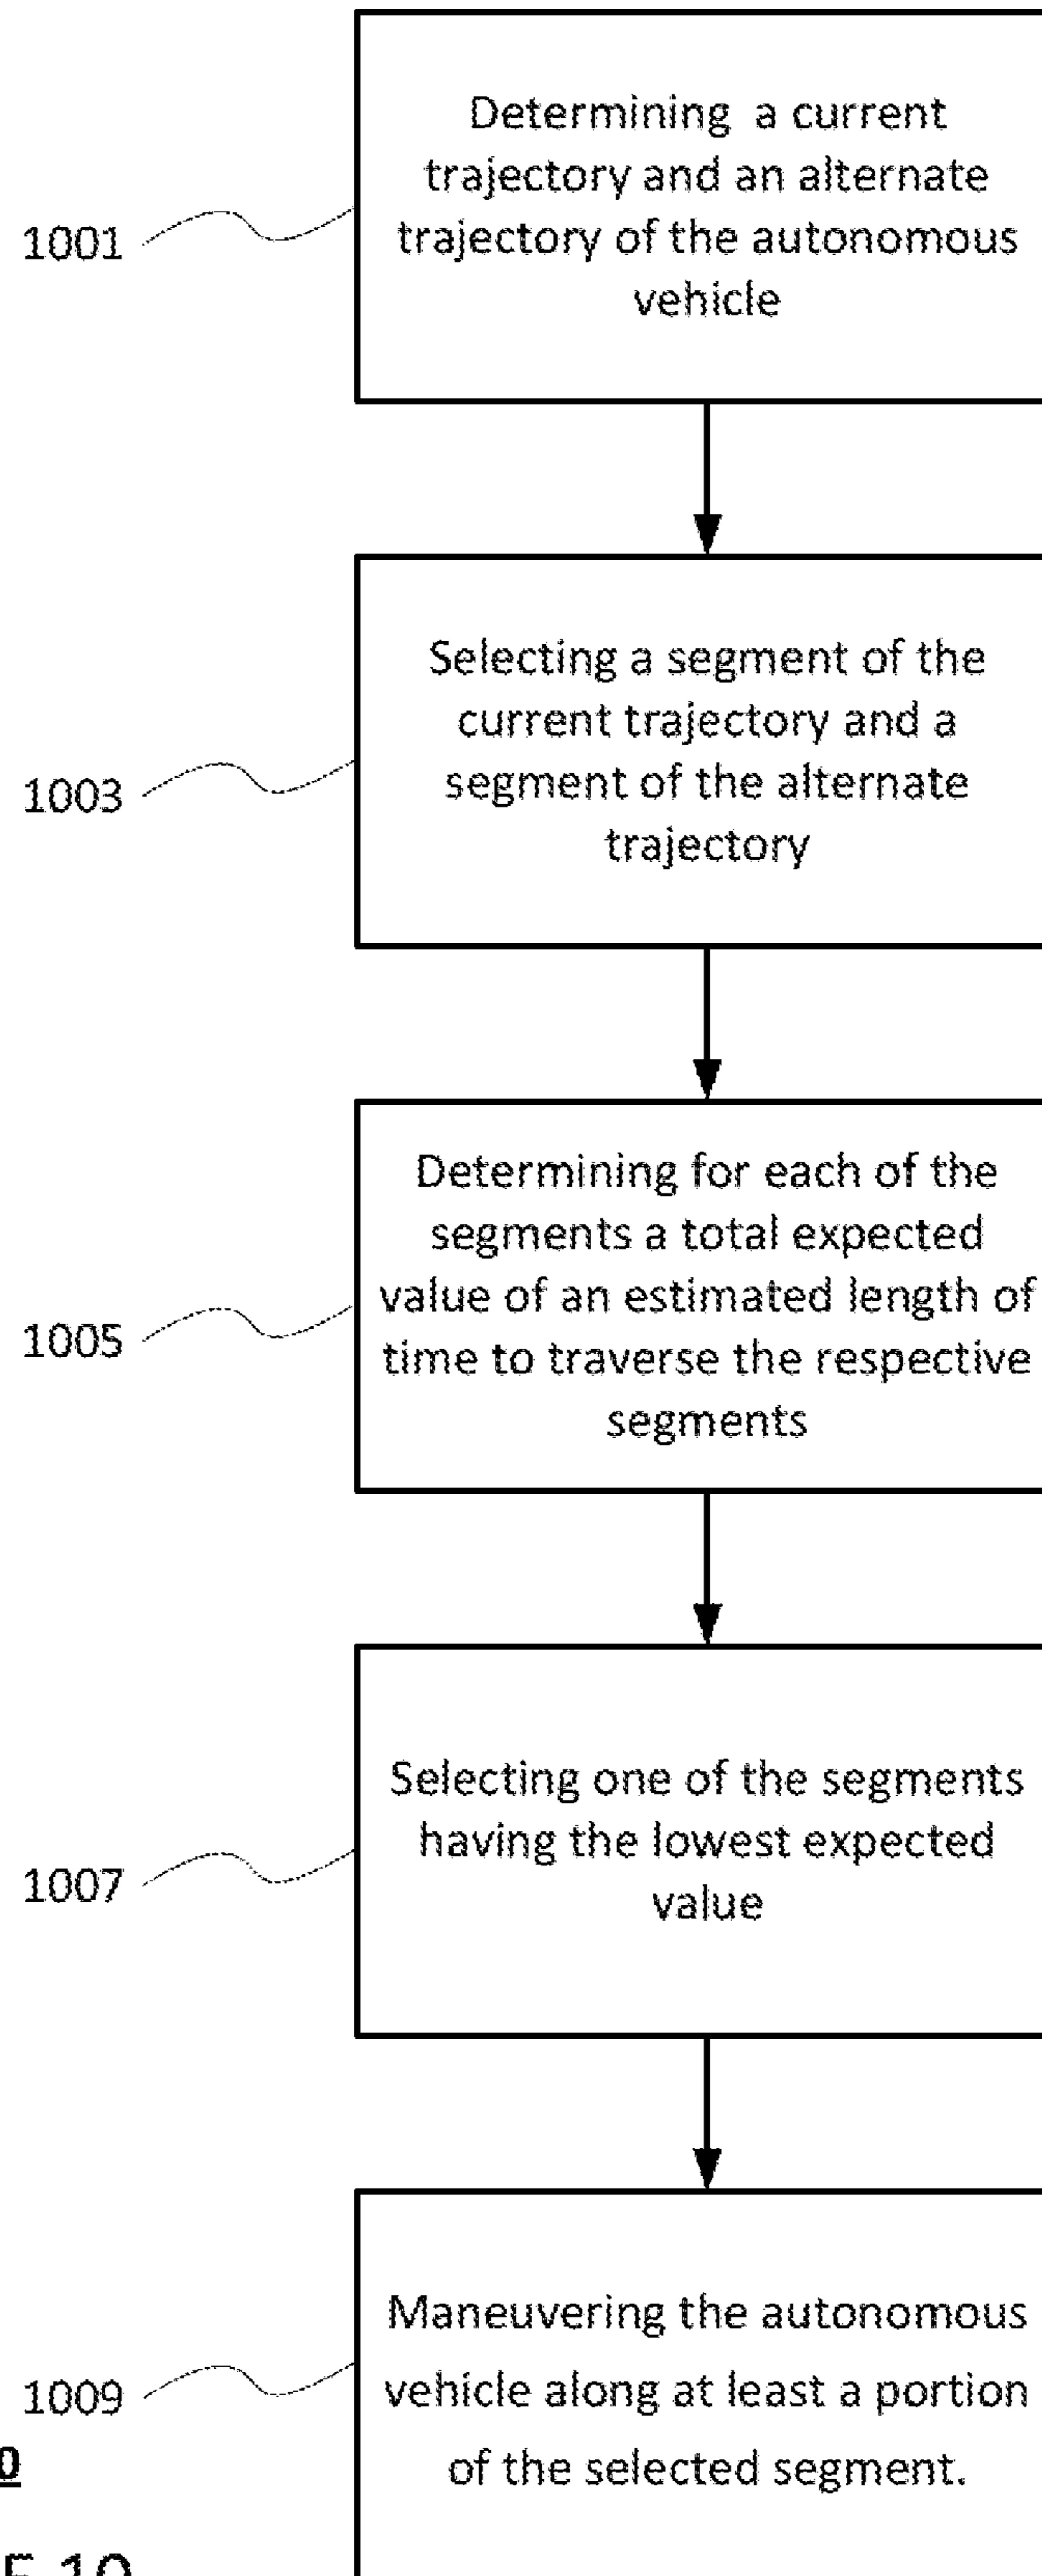 Determining a current
trajectory and an alternate
trajectory of the autonomous
vehicle
1001
Selecting a segment of the
current trajectory and a
segment of the alternate
trajectory
1003
Determining for each of the
segments a total expected
value of an estimated length of
time to traverse the respective
segments
1005
Selecting one of the segments
having the lowest expected
value
1007
Maneuvering the autonomous
vehicle along at least a portion
of the selected segment.
1009
0
10